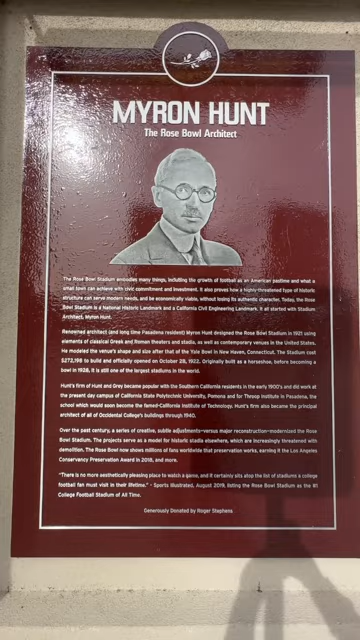 MYRON HUNT
The Rose Bowl Architect
The Rose Bowl Stadium embodies many things, including the growth of football as an American pastime and what a
small town can achieve with civic commitment and investment. It also proves how a highly-threatened type of historic
structure can serve modern needs, and be economically viable, without losing its authentic character. Today, the Rose
Bowl Stadium is a National Historic Landmark and a California Civil Engineering Landmark. It all started with Stadium
Architect, Myron Hunt.
Renowned architect (and long time Pasadena resident) Myron Hunt designed the Rose Bowl Stadium in 1921 using
elements of classical Greek and Roman theaters and stadia, as well as contemporary venues in the United States.
He modeled the venue's shape and size after that of the Yale Bowl in New Haven, Connecticut. The Stadium cost
$272,198 to build and officially opened on October 28, 1922. Originally built as a horseshoe, before becoming a
bowl in 1928, it is still one of the largest stadiums in the world.
Hunt's firm of Hunt and Grey became popular with the Southern California residents in the early 1900's and did work at
the present day campus of California State Polytechnic University, Pomona and for Throop Institute in Pasadena, the
school which would soon become the famed-California Institute of Technology. Hunt's firm also became the principal
architect of all of Occidental College's buildings through 1940.
Over the past century, a series of creative, subtle adjustments-versus major reconstruction-modernized the Rose
Bowl Stadium. The projects serve as a model for historic stadia elsewhere, which are increasingly threatened with
demolition. The Rose Bowl now shows millions of fans worldwide that preservation works, earning it the Los Angeles
Conservancy Preservation Award in 2018, and more.
"There is no more aesthetically pleasing place to watch a game, and it certainly sits atop the list of stadiums a college
football fan must visit in their lifetime." - Sports Illustrated, August 2019, listing the Rose Bowl Stadium as the #1
College Football Stadium of All Time.
Generously Donated by Roger Stephens